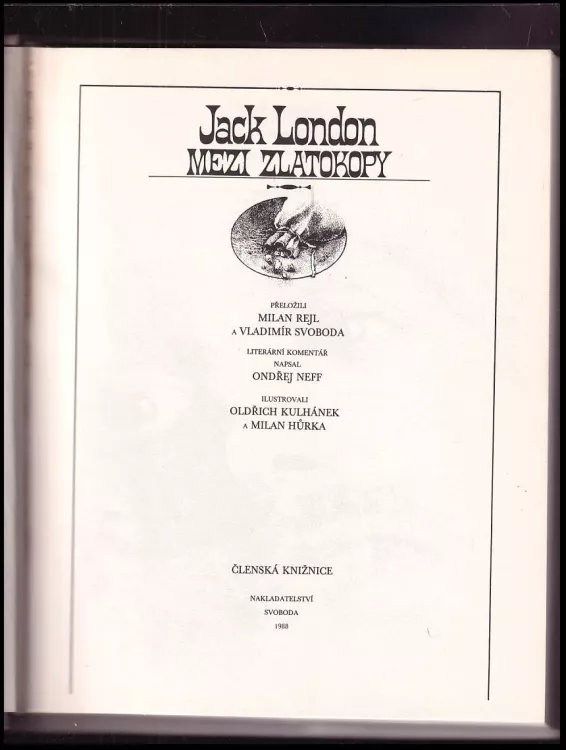 Jack London
MEZI ZLATOKOPY
PŘELOŽILI
MILAN REJL
A VLADIMÍR SVOBODA
LITERÁRNÍ KOMENTÁŘ
NAPSAL
ONDŘEJ NEFF
ILUSTROVALI
OLDŘICH KULHÁNEK
A MILAN HŮRKA
ČLENSKÁ KNIŽNICE
NAKLADATELSTVÍ
SVOBODA
1988